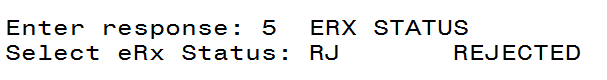 Enter response: 5  ERX STATUS
Select eRx Status: RJ       REJECTED